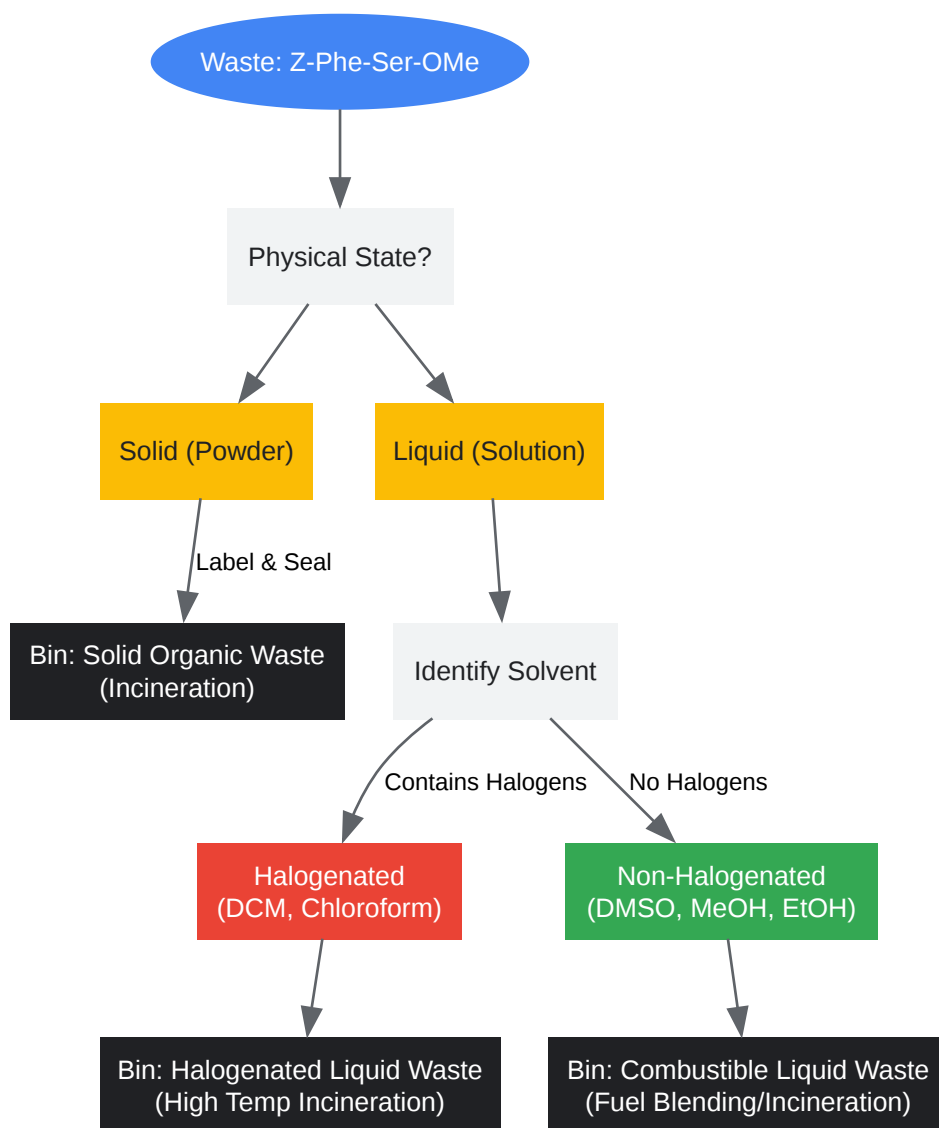 Waste: Z-Phe-Ser-OMe
Physical State?
Solid (Powder)
Liquid (Solution)
Label & Seal
Bin: Solid Organic Waste
(Incineration)
Identify Solvent
Contains Halogens
No Halogens
Halogenated
(DCM, Chloroform)
Non-Halogenated
(DMSO, MeOH, EtOH)
Bin: Halogenated Liquid Waste
(High Temp Incineration)
Bin: Combustible Liquid Waste
(Fuel Blending/Incineration)